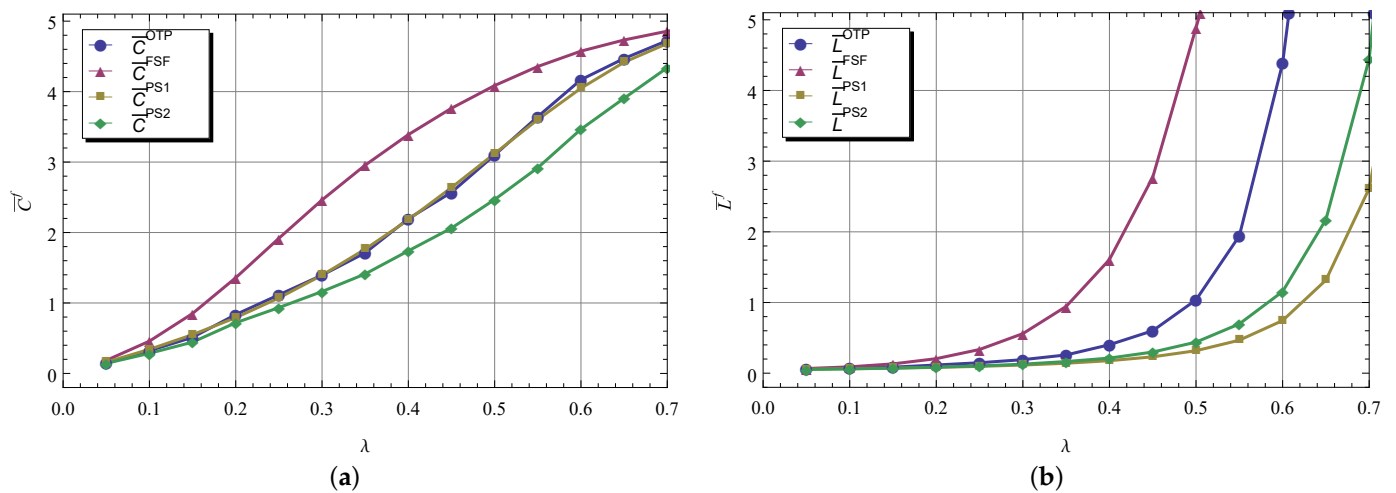 5
4
3
2
1
0
C̅^f
0.0 0.1 0.2 0.3 0.4 0.5 0.6 0.7
λ
C̅^OTP
C̅^FSF
C̅^PS1
C̅^PS2
(a)
5
4
3
2
1
0
L̅^f
0.0 0.1 0.2 0.3 0.4 0.5 0.6 0.7
λ
L̅^OTP
L̅^FSF
L̅^PS1
L̅^PS2
(b)